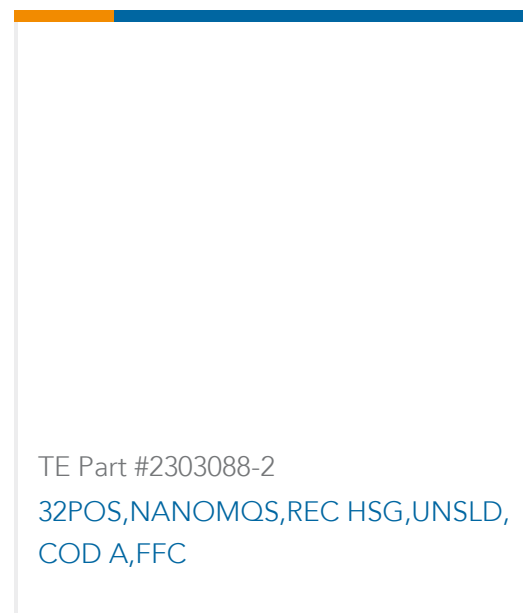 TE Part #2303088-2
32POS,NANOMQS,REC HSG,UNSLD,
COD A,FFC